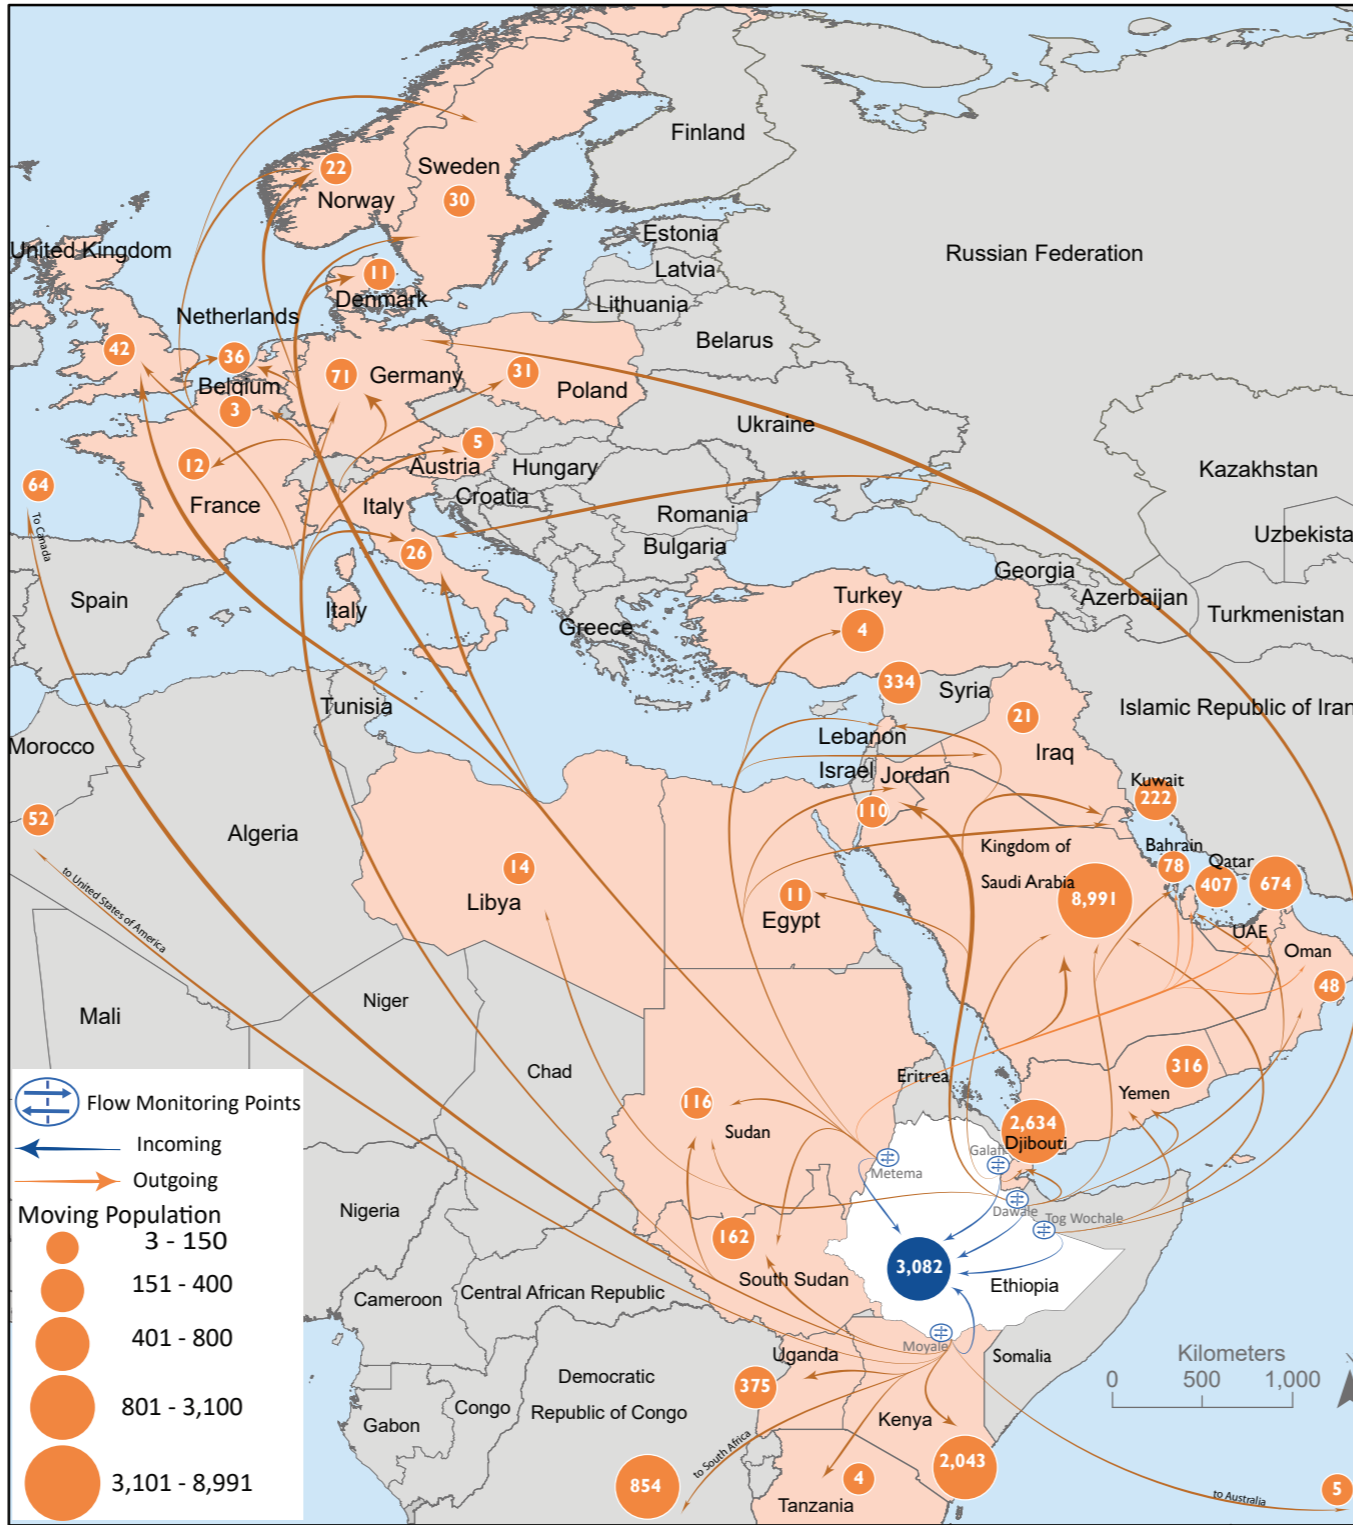 Finland
Sweden
22
Norway
30
United Kingdom
Estonia
Russian Federation
Latvia
11
Denmark
Lithuania
Netherlands
Belarus
42
36
71
Germany
31
Poland
Belgium
3
Ukraine
5
12
Austria
Hungary
Kazakhstan
64
France
Italy
Croatia
To Canada
Romania
Uzbekista
Bulgaria
26
Georgia
Spain
Italy
Turkey
Azerbaijan
Turkmenistan
Greece
4
334
Syria
Tunisia
21
Islamic Republic of Iran
Morocco
Lebanon
Iraq
Israel
Jordan
Kuwait
222
52
110
Algeria
Kingdom of
Bahrain
Qatar
14
78
to United States of America
Saudi Arabia
8,991
407
674
Libya
11
Egypt
UAE
Oman
48
Niger
Mali
316
Chad
Eritrea
Yemen
Flow Monitoring Points
116
Sudan
2,634
Djibouti
Incoming
Metema
Outgoing
Moving Population
Dawale
Tog Wochale
Nigeria
3 - 150
162
3,082
151 - 400
South Sudan
Ethiopia
Cameroon
Central African Republic
401 - 800
Moyale
Uganda
Somalia
Kilometers
Democratic
375
0
500
1,000
801 - 3,100
Congo
Republic of Congo
Gabon
Kenya
to South Africa
2,043
3,101 - 8,991
854
4
5
Tanzania
to Australia